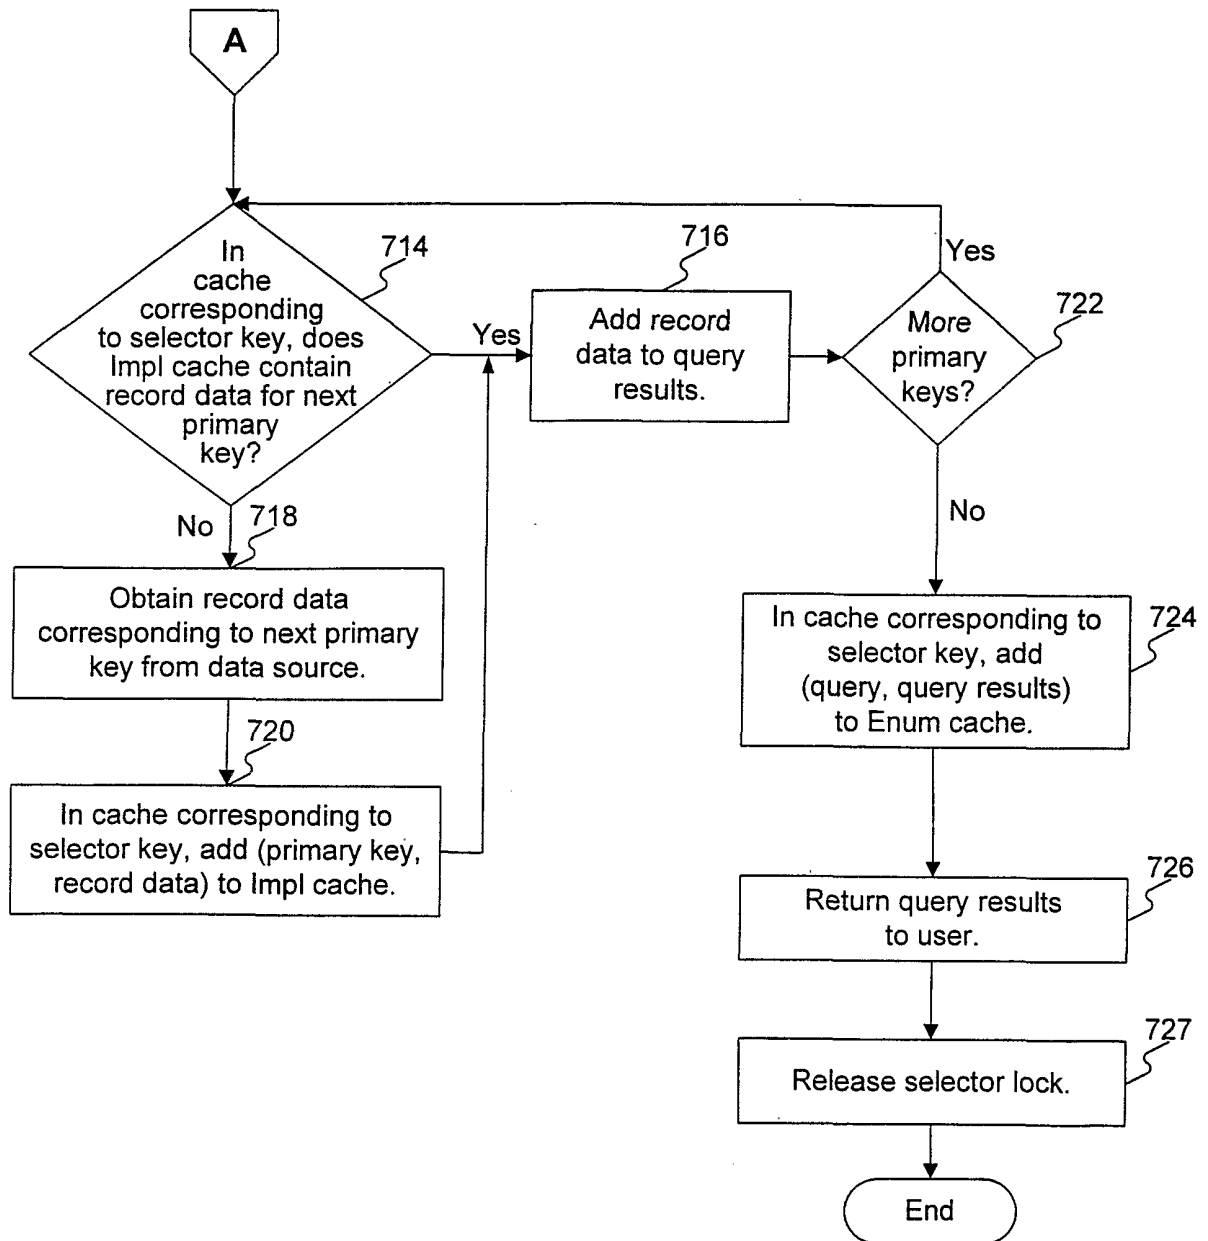 A
In
cache
corresponding
to selector key, does
Impl cache contain
record data for next
primary
key?
714
Yes
716
Add record
data to query
results.
Yes
More
primary
keys?
722
No
718
Obtain record data
corresponding to next primary
key from data source.
720
In cache corresponding to
selector key, add (primary key,
record data) to Impl cache.
No
In cache corresponding to
selector key, add
(query, query results)
to Enum cache.
724
Return query results
to user.
726
Release selector lock.
727
End